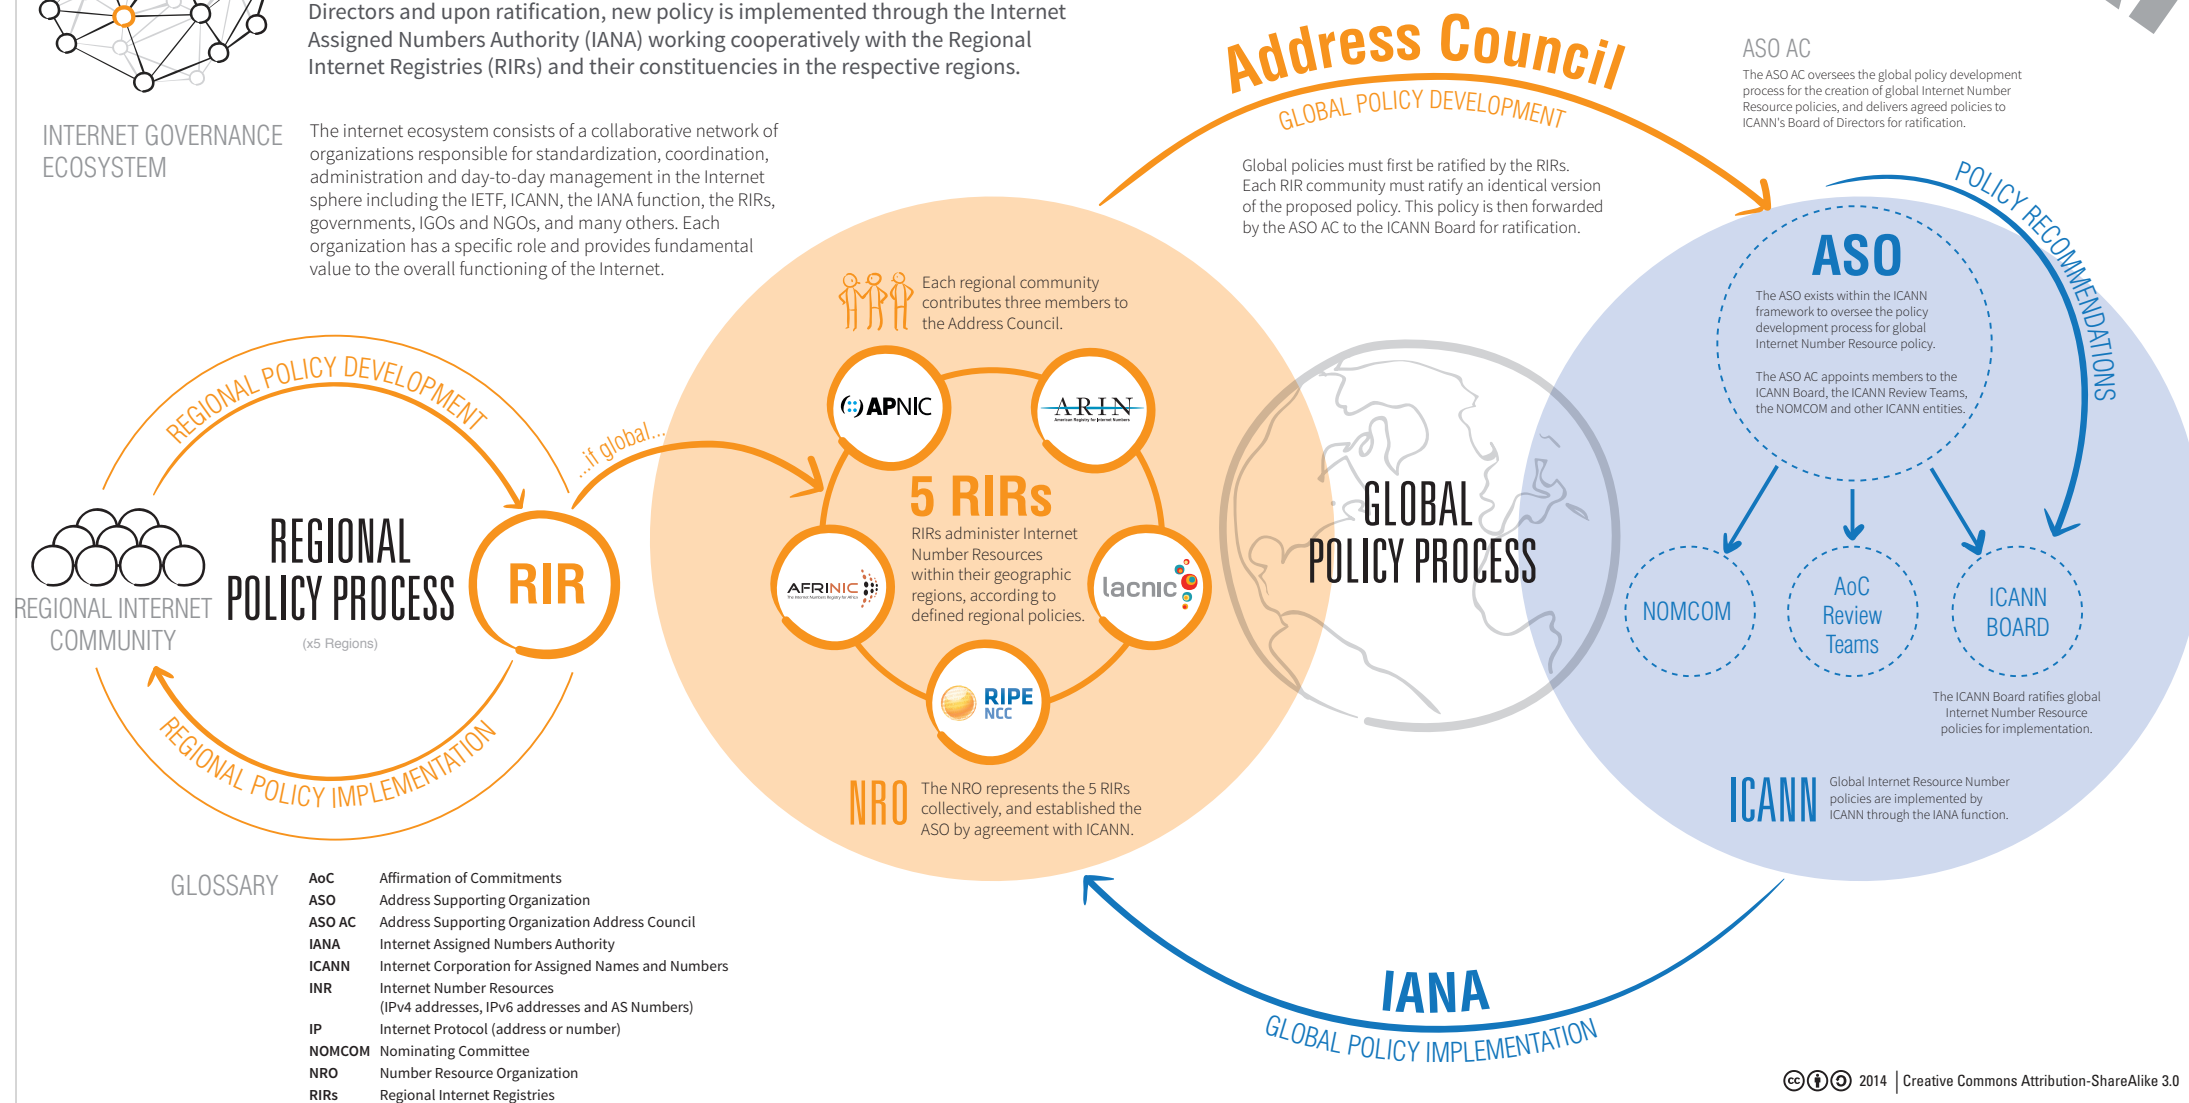 Directors and upon ratification, new policy is implemented through the Internet
Assigned Numbers Authority (IANA) working cooperatively with the Regional
Internet Registries (RIRs) and their constituencies in the respective regions.
INTERNET GOVERNANCE
ECOSYSTEM
The internet ecosystem consists of a collaborative network of
organizations responsible for standardization, coordination,
administration and day-to-day management in the Internet
sphere including the IETF, ICANN, the IANA function, the RIRs,
governments, IGOs and NGOs, and many others. Each
organization has a specific role and provides fundamental
value to the overall functioning of the Internet.
Address Council
GLOBAL POLICY DEVELOPMENT
Global policies must first be ratified by the RIRs.
Each RIR community must ratify an identical version
of the proposed policy. This policy is then forwarded
by the ASO AC to the ICANN Board for ratification.
ASO AC
The ASO AC oversees the global policy development
process for the creation of global Internet Number
Resource policies, and delivers agreed policies to
ICANN's Board of Directors for ratification.
POLICY RECOMMENDATIONS
REGIONAL POLICY DEVELOPMENT
REGIONAL
POLICY PROCESS
(x5 Regions)
REGIONAL INTERNET
COMMUNITY
RIR
REGIONAL POLICY IMPLEMENTATION
...if global...
Each regional community
contributes three members to
the Address Council.
APNIC
ARIN
American Registry for Internet Numbers
5 RIRs
RIRs administer Internet
Number Resources
within their geographic
regions, according to
defined regional policies.
AFRINIC
The Internet Numbers Registry for Africa
lacnic
RIPE
NCC
NRO
The NRO represents the 5 RIRs
collectively, and established the
ASO by agreement with ICANN.
GLOBAL
POLICY PROCESS
ASO
The ASO exists within the ICANN
framework to oversee the policy
development process for global
Internet Number Resource policy.
The ASO AC appoints members to the
ICANN Board, the ICANN Review Teams,
the NOMCOM and other ICANN entities.
NOMCOM
AoC
Review
Teams
ICANN
BOARD
The ICANN Board ratifies global
Internet Number Resource
policies for implementation.
ICANN
Global Internet Resource Number
policies are implemented by
ICANN through the IANA function.
IANA
GLOBAL POLICY IMPLEMENTATION
GLOSSARY
AoC Affirmation of Commitments
ASO Address Supporting Organization
ASO AC Address Supporting Organization Address Council
IANA Internet Assigned Numbers Authority
ICANN Internet Corporation for Assigned Names and Numbers
INR Internet Number Resources
(IPv4 addresses, IPv6 addresses and AS Numbers)
IP Internet Protocol (address or number)
NOMCOM Nominating Committee
NRO Number Resource Organization
RIRs Regional Internet Registries
cc 2014 | Creative Commons Attribution-ShareAlike 3.0